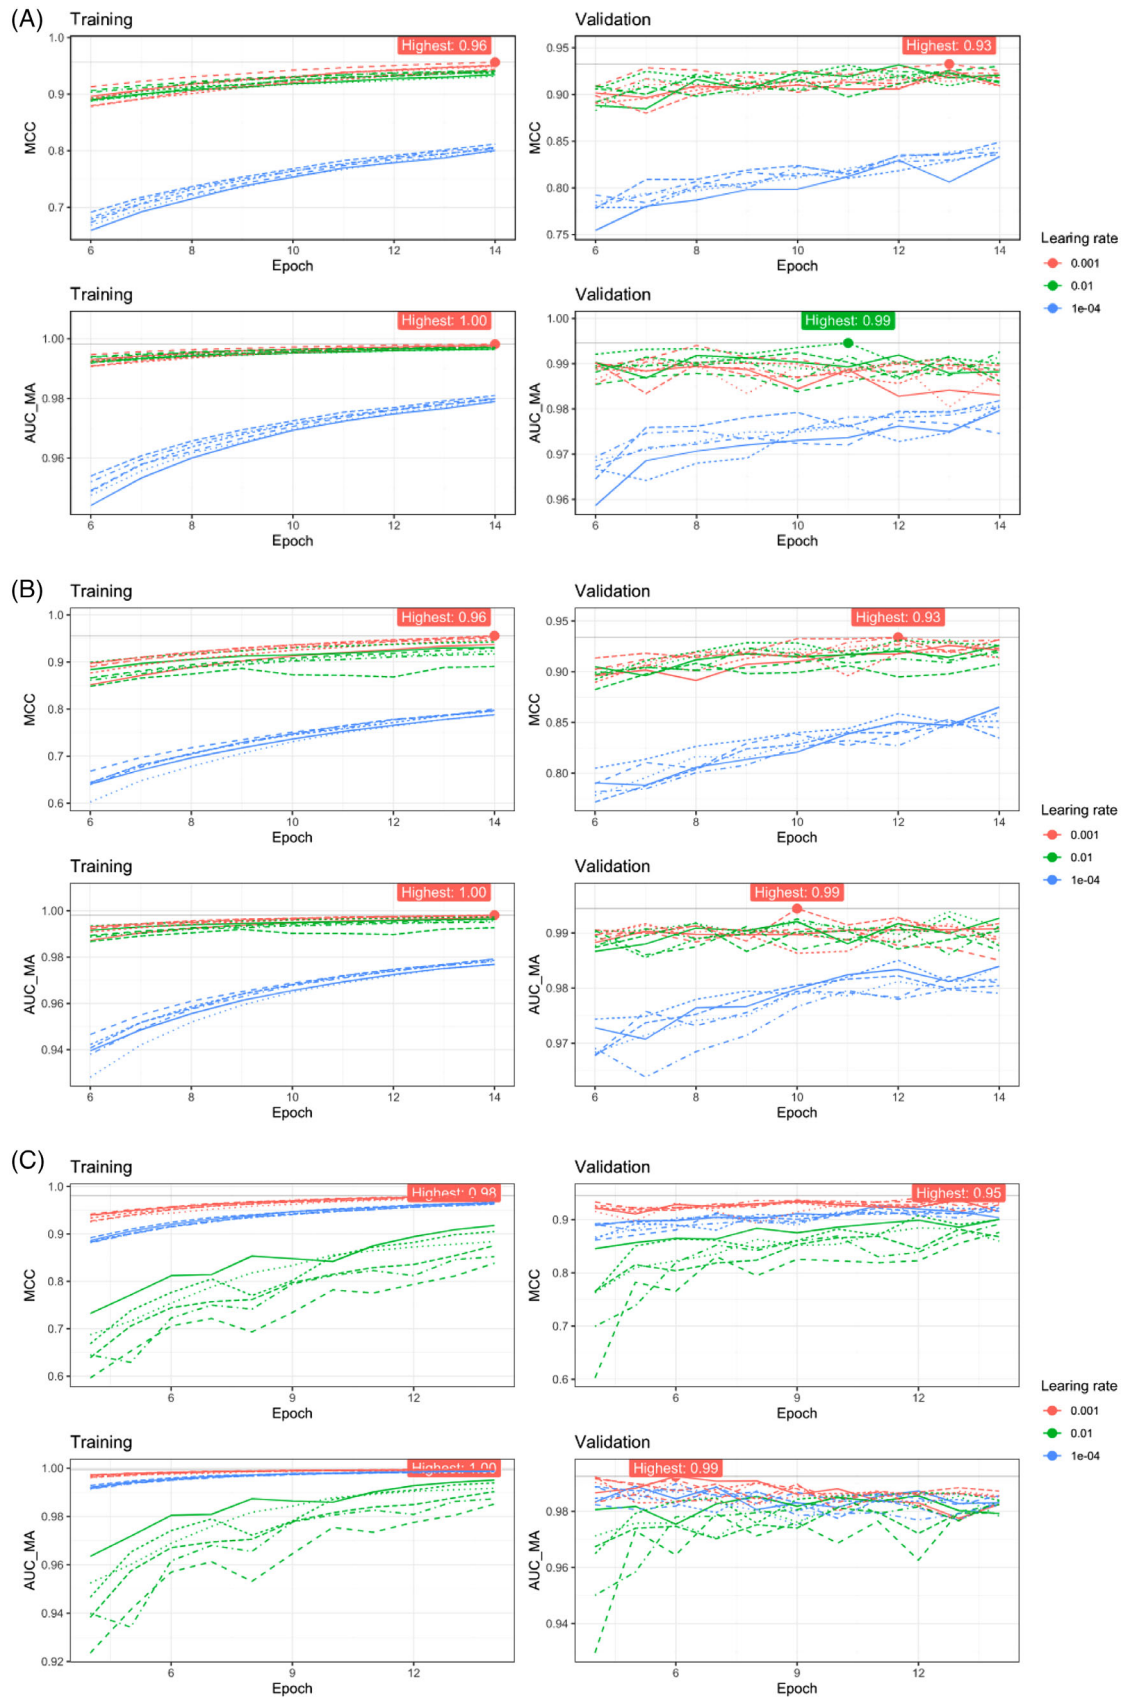 (A)
Training
Validation
Highest: 0.96
Highest: 0.93
1.0
0.9
0.8
0.7
MCC
6 8 10 12 14
Epoch
0.95
0.90
0.85
0.80
0.75
MCC
6 8 10 12 14
Epoch
Training
Validation
Highest: 1.00
Highest: 0.99
1.00
0.98
0.96
AUC_MA
6 8 10 12 14
Epoch
1.00
0.99
0.98
0.97
0.96
AUC_MA
6 8 10 12 14
Epoch
Learing rate
0.001
0.01
1e-04
(B)
Training
Validation
Highest: 0.96
Highest: 0.93
1.0
0.9
0.8
0.7
0.6
MCC
6 8 10 12 14
Epoch
0.95
0.90
0.85
0.80
MCC
6 8 10 12 14
Epoch
Training
Validation
Highest: 1.00
Highest: 0.99
1.00
0.98
0.96
0.94
AUC_MA
6 8 10 12 14
Epoch
0.99
0.98
0.97
AUC_MA
6 8 10 12 14
Epoch
Learing rate
0.001
0.01
1e-04
(C)
Training
Validation
Highest: 0.98
Highest: 0.95
1.0
0.9
0.8
0.7
0.6
MCC
6 9 12
Epoch
0.9
0.8
0.7
0.6
MCC
6 9 12
Epoch
Training
Validation
Highest: 1.00
Highest: 0.99
1.00
0.98
0.96
0.94
0.92
AUC_MA
6 9 12
Epoch
0.98
0.96
0.94
AUC_MA
6 9 12
Epoch
Learing rate
0.001
0.01
1e-04